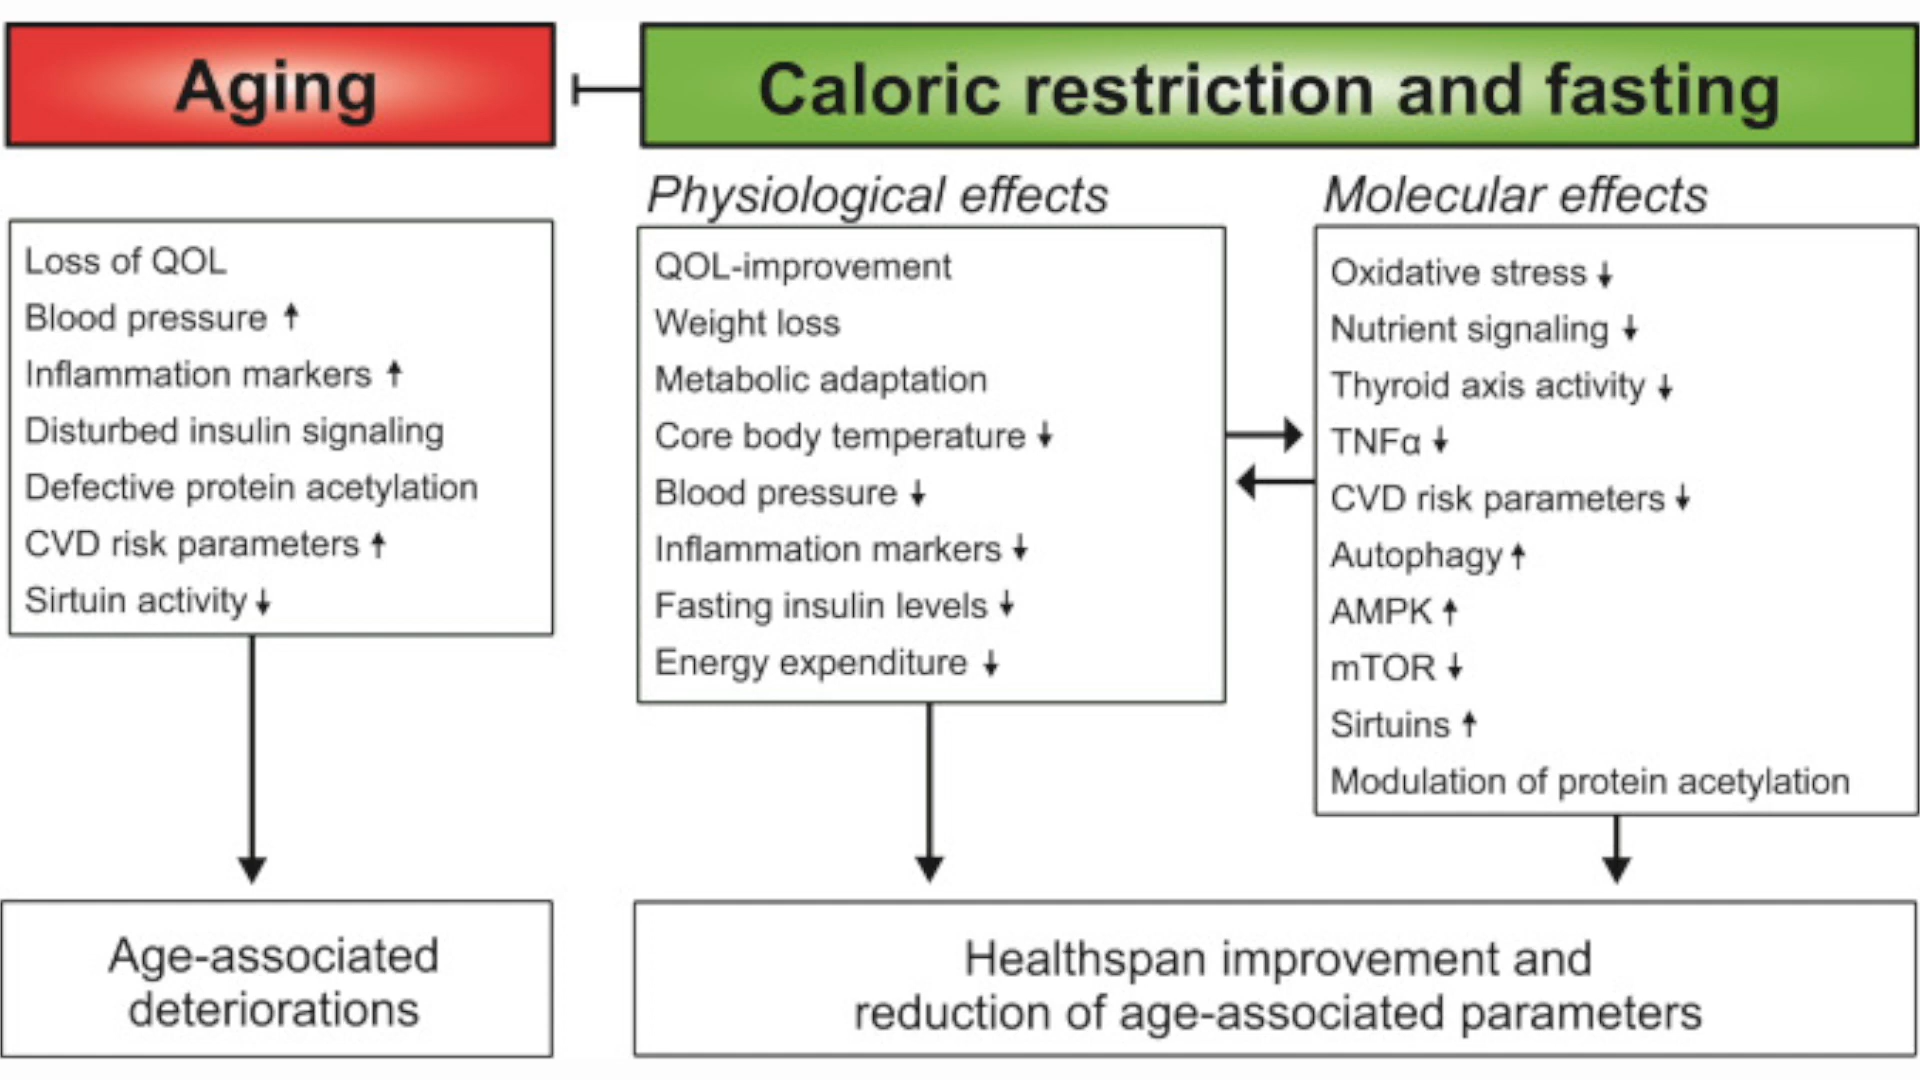 Aging
Caloric restriction and fasting
Loss of QOL
Blood pressure ↑
Inflammation markers ↑
Disturbed insulin signaling
Defective protein acetylation
CVD risk parameters ↑
Sirtuin activity ↓
Age-associated
deteriorations
Physiological effects
QOL-improvement
Weight loss
Metabolic adaptation
Core body temperature ↓
Blood pressure ↓
Inflammation markers ↓
Fasting insulin levels ↓
Energy expenditure ↓
Molecular effects
Oxidative stress ↓
Nutrient signaling ↓
Thyroid axis activity ↓
TNFα ↓
CVD risk parameters ↓
Autophagy ↑
AMPK ↑
mTOR ↓
Sirtuins ↑
Modulation of protein acetylation
Healthspan improvement and
reduction of age-associated parameters